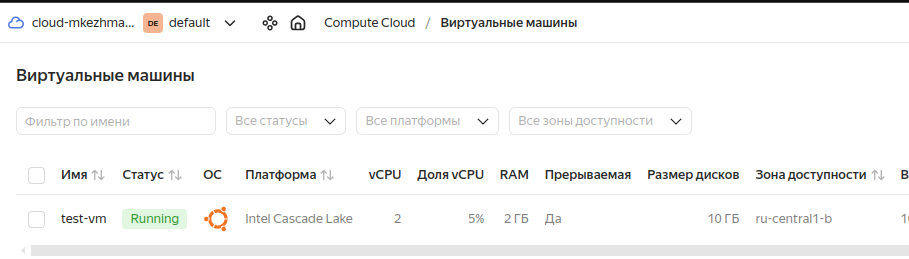 cloud-mkezhma... DE default Compute Cloud / Виртуальные машины
Виртуальные машины
Фильтр по имени Все статусы Все платформы Все зоны доступности
Имя Статус ОС Платформа vCPU Доля vCPU RAM Прерываемая Размер дисков Зона доступности
test-vm Running Intel Cascade Lake 2 5% 2 ГБ Да 10 ГБ ru-central1-b